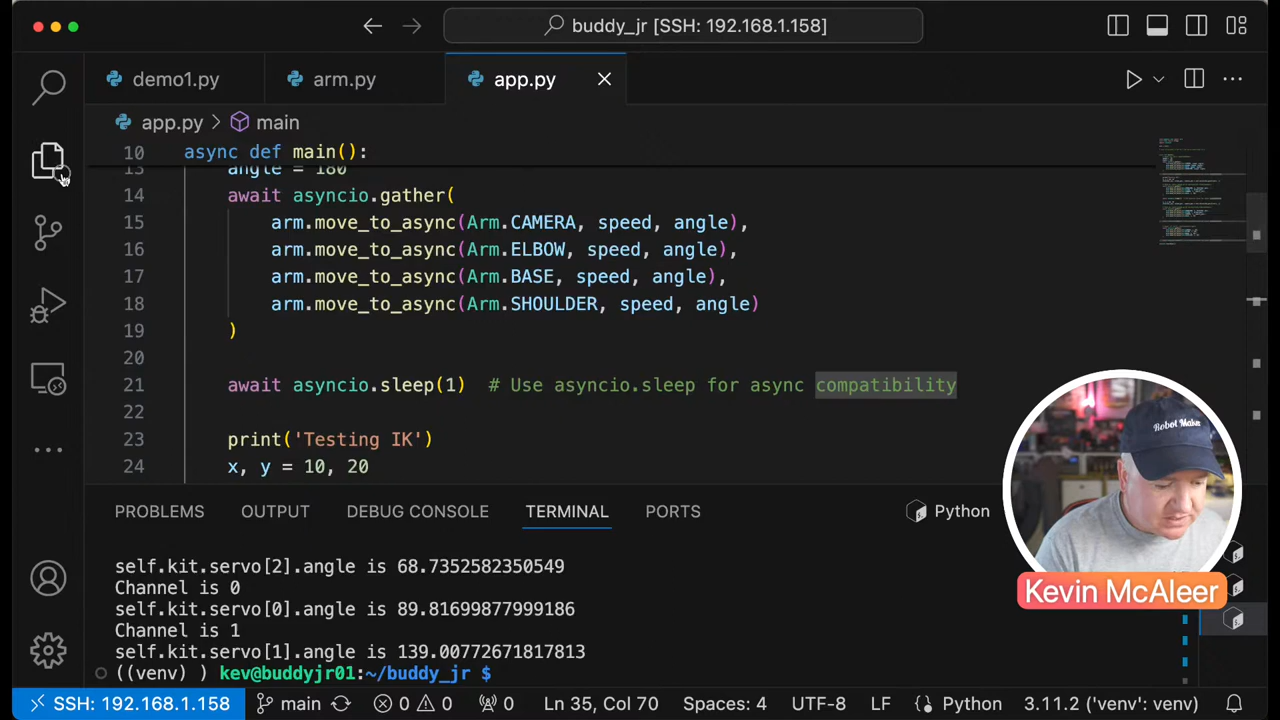 buddy_jr [SSH: 192.168.1.158]
demo1.py
arm.py
app.py
app.py > main
10 async def main():
13 angle = 180
14 await asyncio.gather(
15 arm.move_to_async(Arm.CAMERA, speed, angle),
16 arm.move_to_async(Arm.ELBOW, speed, angle),
17 arm.move_to_async(Arm.BASE, speed, angle),
18 arm.move_to_async(Arm.SHOULDER, speed, angle)
19 )
20
21 await asyncio.sleep(1) # Use asyncio.sleep for async compatibility
22
23 print('Testing IK')
24 x, y = 10, 20
PROBLEMS OUTPUT DEBUG CONSOLE TERMINAL PORTS Python
self.kit.servo[2].angle is 68.7352582350549
Channel is 0
self.kit.servo[0].angle is 89.81699877999186
Channel is 1
self.kit.servo[1].angle is 139.00772671817813
((venv) ) kev@buddyjr01:~/buddy_jr $
Robot Maker
Kevin McAleer
SSH: 192.168.1.158 main 0 0 0 Ln 35, Col 70 Spaces: 4 UTF-8 LF Python 3.11.2 ('venv': venv)